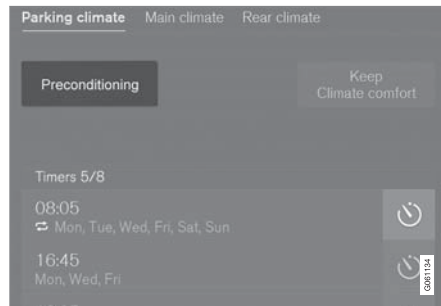 Parking climate Main climate Rear climate
Preconditioning
Keep
Climate comfort
Timers 5/8
08:05
Mon, Tue, Wed, Fri, Sat, Sun
16:45
Mon, Wed, Fri
G061134